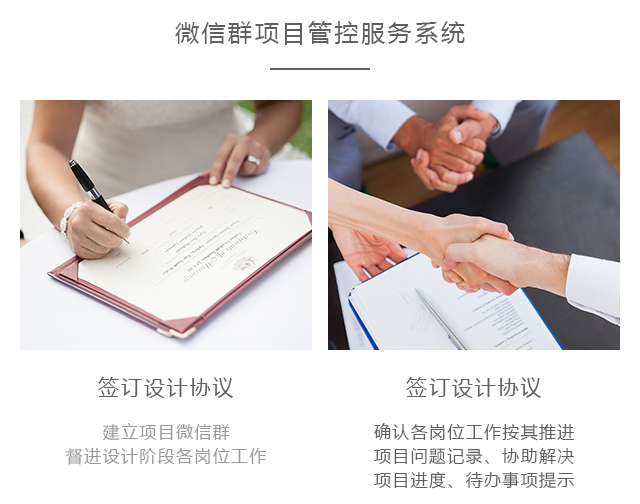 微信群项目管控服务系统
Certificate of Marriage
签订设计协议
签订设计协议
建立项目微信群
督进设计阶段各岗位工作
确认各岗位工作按其推进
项目问题记录、协助解决
项目进度、待办事项提示